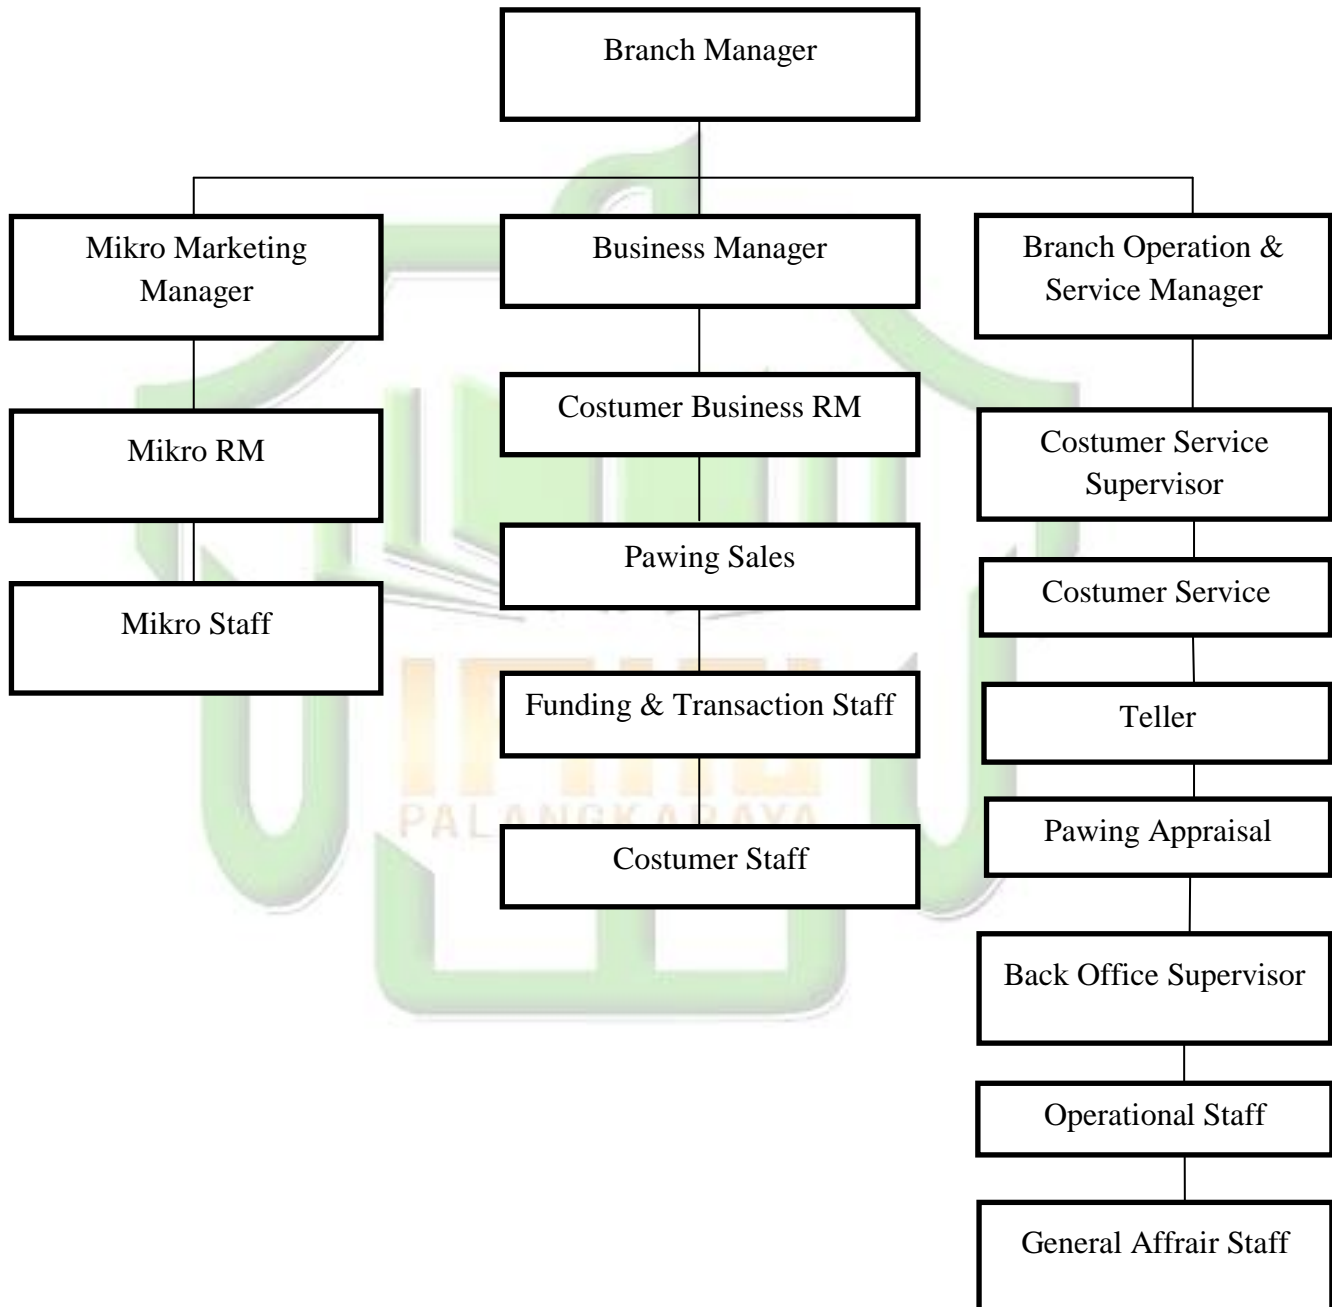 Branch Manager
Mikro Marketing
Manager
Business Manager
Branch Operation &
Service Manager
Mikro RM
Mikro Staff
Costumer Business RM
Pawing Sales
Funding & Transaction Staff
Costumer Staff
Costumer Service
Supervisor
Costumer Service
Teller
Pawing Appraisal
Back Office Supervisor
Operational Staff
General Affrair Staff
PALANGKARAYA